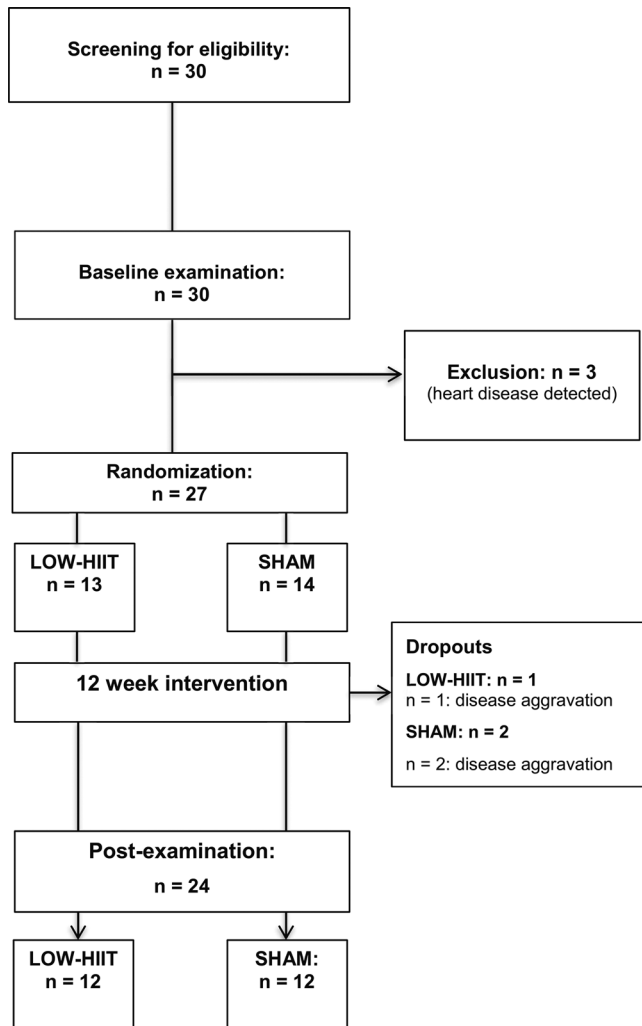 Screening for eligibility:
n = 30
Baseline examination:
n = 30
Exclusion: n = 3
(heart disease detected)
Randomization:
n = 27
LOW-HIIT
n = 13
SHAM
n = 14
12 week intervention
Dropouts
LOW-HIIT: n = 1
n = 1: disease aggravation
SHAM: n = 2
n = 2: disease aggravation
Post-examination:
n = 24
LOW-HIIT
n = 12
SHAM:
n = 12